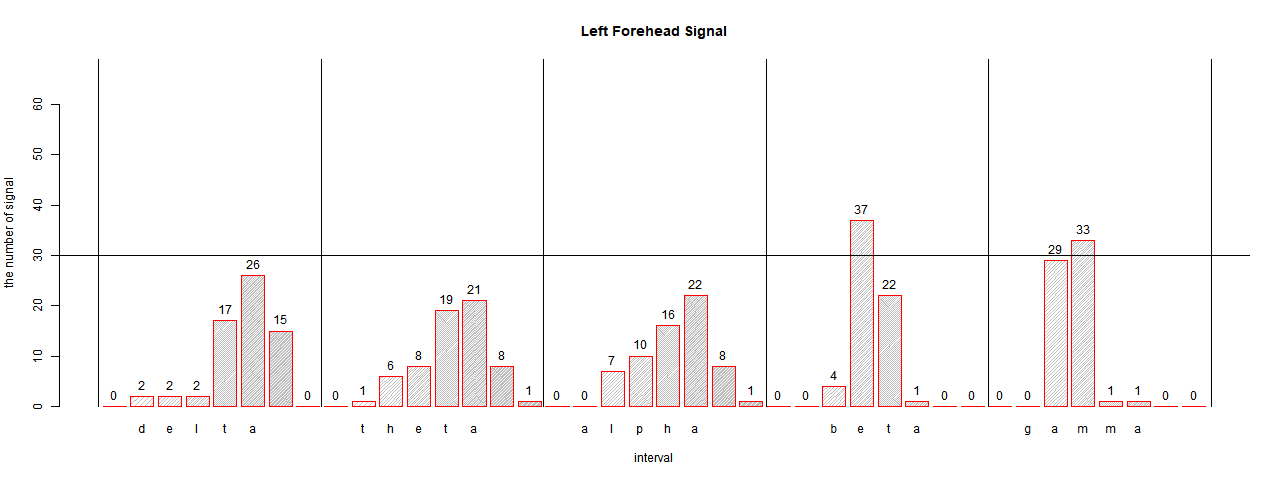 Left Forehead Signal
the number of signal
60
50
40
30
20
10
0
0 2 2 2 17 26 15 0
0 1 6 8 19 21 8 1
0 0 7 10 16 22 8 1
0 0 4 37 22 1 0 0
0 0 29 33 1 1 0 0
d e l t a t h e t a a l p h a b e t a g a m m a
interval